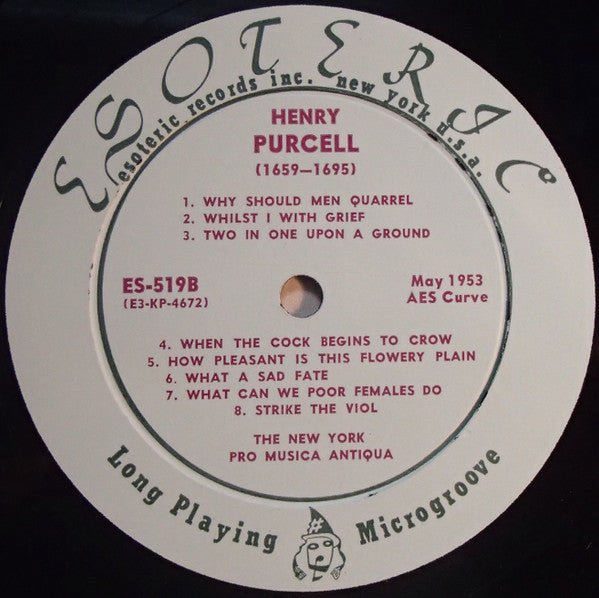 ESOTERIC
esoteric records inc. new york u.s.a.
HENRY
PURCELL
(1659—1695)
1. WHY SHOULD MEN QUARREL
2. WHILST I WITH GRIEF
3. TWO IN ONE UPON A GROUND
ES-519B
(E3-KP-4672)
May 1953
AES Curve
4. WHEN THE COCK BEGINS TO CROW
5. HOW PLEASANT IS THIS FLOWERY PLAIN
6. WHAT A SAD FATE
7. WHAT CAN WE POOR FEMALES DO
8. STRIKE THE VIOL
THE NEW YORK
PRO MUSICA ANTIQUA
Long Playing Microgroove